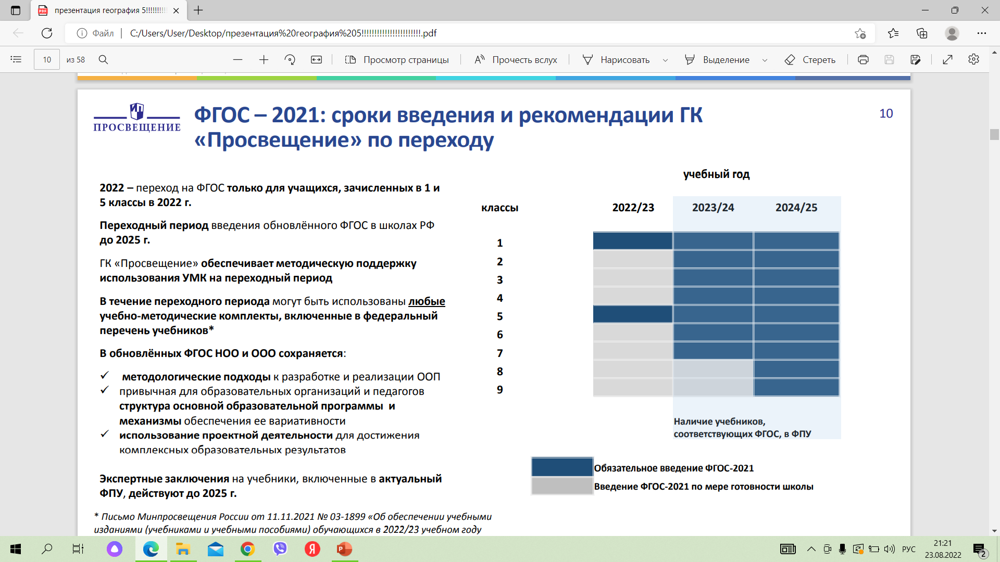 презентация география 5!!!!!!!!!
Файл
C:/Users/User/Desktop/презентация%20география%205!!!!!!!!!!!!!!!!!!!!!!!.pdf
10 из 58
Просмотр страницы
Прочесть вслух
Нарисовать
Выделение
Стереть
ПРОСВЕЩЕНИЕ
ФГОС – 2021: сроки введения и рекомендации ГК
«Просвещение» по переходу
10
2022 – переход на ФГОС только для учащихся, зачисленных в 1 и
5 классы в 2022 г.
Переходный период введения обновлённого ФГОС в школах РФ
до 2025 г.
ГК «Просвещение» обеспечивает методическую поддержку
использования УМК на переходный период
В течение переходного периода могут быть использованы любые
учебно-методические комплекты, включенные в федеральный
перечень учебников*
В обновлённых ФГОС НОО и ООО сохраняется:
✓ методологические подходы к разработке и реализации ООП
✓ привычная для образовательных организаций и педагогов
структура основной образовательной программы и
механизмы обеспечения ее вариативности
✓ использование проектной деятельности для достижения
комплексных образовательных результатов
Экспертные заключения на учебники, включенные в актуальный
ФПУ, действуют до 2025 г.
* Письмо Минпросвещения России от 11.11.2021 № 03-1899 «Об обеспечении учебными
изданиями (учебниками и учебными пособиями) обучающихся в 2022/23 учебном году
учебный год
классы 2022/23 2023/24 2024/25
1
2
3
4
5
6
7
8
9
Наличие учебников,
соответствующих ФГОС, в ФПУ
Обязательное введение ФГОС-2021
Введение ФГОС-2021 по мере готовности школы
РУС
21:21
23.08.2022
2